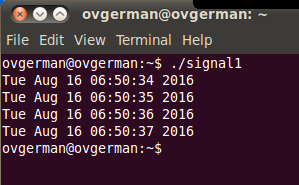 ovgerman@ovgerman: ~
File Edit View Terminal Help
ovgerman@ovgerman:~$ ./signal1
Tue Aug 16 06:50:34 2016
Tue Aug 16 06:50:35 2016
Tue Aug 16 06:50:36 2016
Tue Aug 16 06:50:37 2016
ovgerman@ovgerman:~$